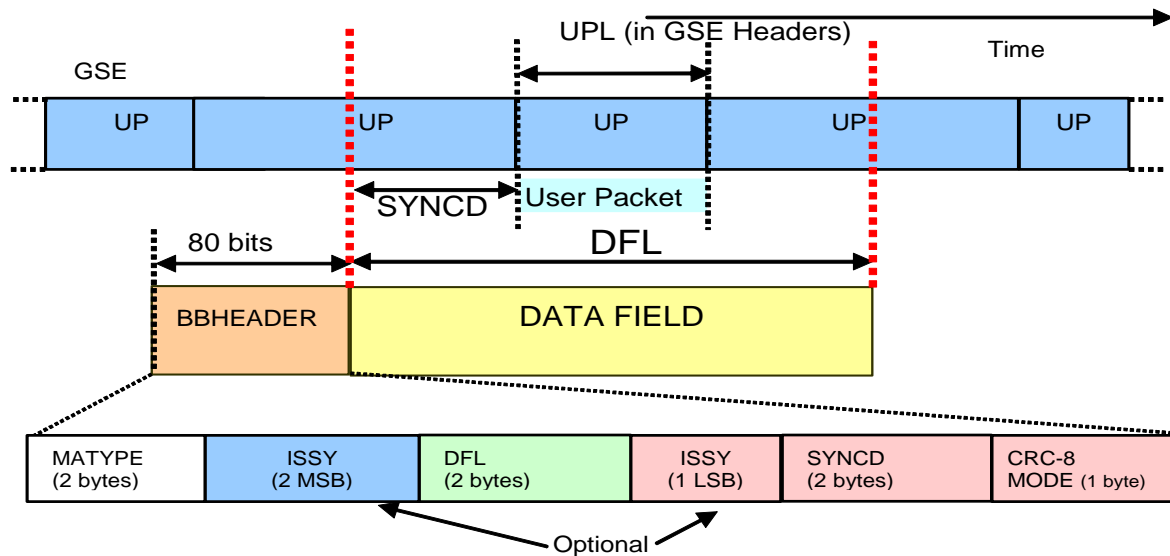 UPL (in GSE Headers)
Time
GSE
UP UP UP UP UP
SYNCD
User Packet
80 bits
DFL
BBHEADER
DATA FIELD
MATYPE
(2 bytes)
ISSY
(2 MSB)
DFL
(2 bytes)
ISSY
(1 LSB)
SYNCD
(2 bytes)
CRC-8
MODE (1 byte)
Optional